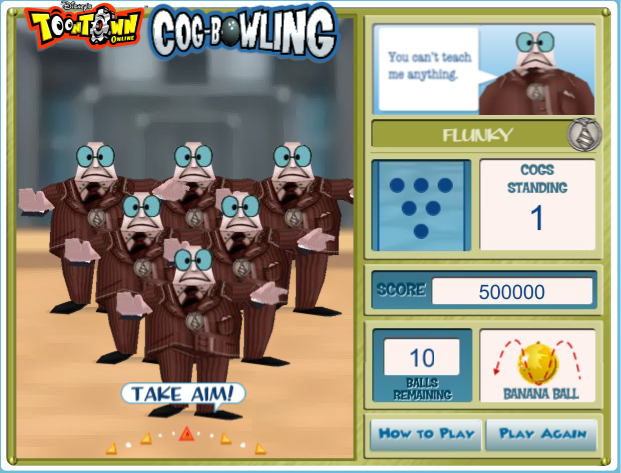 Disney's
TOONTOWN
ONLINE
COG-BOWLING
You can't teach
me anything.
FLUNKY
COGS
STANDING
1
SCORE 500000
10
BALLS
REMAINING
BANANA BALL
TAKE AIM!
HOW TO PLAY
PLAY AGAIN